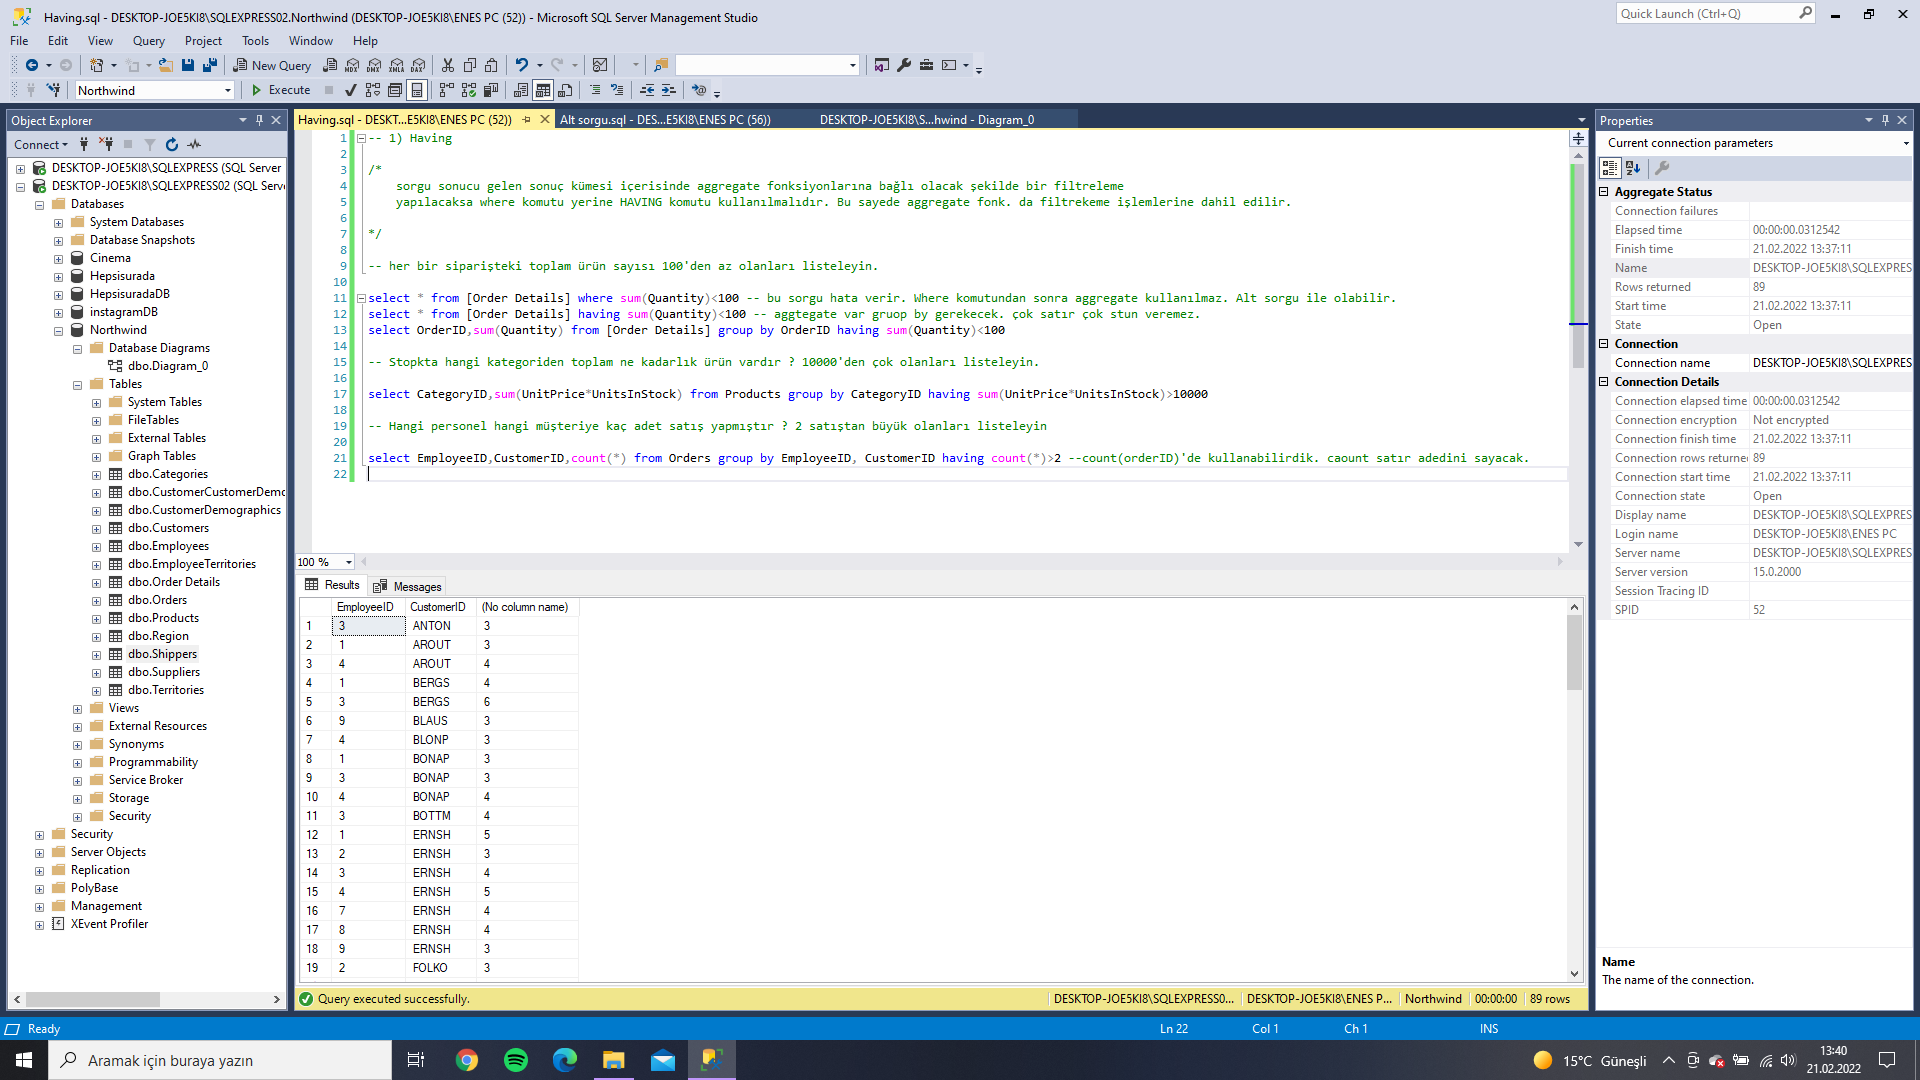 Having.sql - DESKTOP-JOE5KI8\SQLEXPRESS02.Northwind (DESKTOP-JOE5KI8\ENES PC (52)) - Microsoft SQL Server Management Studio
Quick Launch (Ctrl+Q)
File Edit View Query Project Tools Window Help
New Query
Northwind
Execute
Object Explorer
Connect
DESKTOP-JOE5KI8\SQLEXPRESS (SQL Server
DESKTOP-JOE5KI8\SQLEXPRESS02 (SQL Serv
Databases
System Databases
Database Snapshots
Cinema
Hepsisurada
HepsisuradaDB
instagramDB
Northwind
Database Diagrams
dbo.Diagram_0
Tables
System Tables
FileTables
External Tables
Graph Tables
dbo.Categories
dbo.CustomerCustomerDemo
dbo.CustomerDemographics
dbo.Customers
dbo.Employees
dbo.EmployeeTerritories
dbo.Order Details
dbo.Orders
dbo.Products
dbo.Region
dbo.Shippers
dbo.Suppliers
dbo.Territories
Views
External Resources
Synonyms
Programmability
Service Broker
Storage
Security
Security
Server Objects
Replication
PolyBase
Management
XEvent Profiler
Having.sql - DESKT...E5KI8\ENES PC (52))
Alt sorgu.sql - DES...E5KI8\ENES PC (56))
DESKTOP-JOE5KI8\S...hwind - Diagram_0
1 -- 1) Having
2
3 /*
4 sorgu sonucu gelen sonuç kümesi içerisinde aggregate fonksiyonlarına bağlı olacak şekilde bir filtreleme
5 yapılacaksa where komutu yerine HAVING komutu kullanılmalıdır. Bu sayede aggregate fonk. da filtrekeme işlemlerine dahil edilir.
6
7 */
8
9 -- her bir siparişteki toplam ürün sayısı 100'den az olanları listeleyin.
10
11 select * from [Order Details] where sum(Quantity)<100 -- bu sorgu hata verir. Where komutundan sonra aggregate kullanılmaz. Alt sorgu ile olabilir.
12 select * from [Order Details] having sum(Quantity)<100 -- aggtegate var gruop by gerekecek. çok satır çok stun veremez.
13 select OrderID,sum(Quantity) from [Order Details] group by OrderID having sum(Quantity)<100
14
15 -- Stopkta hangi kategoriden toplam ne kadarlık ürün vardır ? 10000'den çok olanları listeleyin.
16
17 select CategoryID,sum(UnitPrice*UnitsInStock) from Products group by CategoryID having sum(UnitPrice*UnitsInStock)>10000
18
19 -- Hangi personel hangi müşteriye kaç adet satış yapmıştır ? 2 satıştan büyük olanları listeleyin
20
21 select EmployeeID,CustomerID,count(*) from Orders group by EmployeeID, CustomerID having count(*)>2 --count(orderID)'de kullanabilirdik. caount satır adedini sayacak.
22
100 %
Results Messages
EmployeeID CustomerID (No column name)
1 3 ANTON 3
2 1 AROUT 3
3 4 AROUT 4
4 1 BERGS 4
5 3 BERGS 6
6 9 BLAUS 3
7 4 BLONP 3
8 1 BONAP 3
9 3 BONAP 3
10 4 BONAP 4
11 3 BOTTM 4
12 1 ERNSH 5
13 2 ERNSH 3
14 3 ERNSH 4
15 4 ERNSH 5
16 7 ERNSH 4
17 8 ERNSH 4
18 9 ERNSH 3
19 2 FOLKO 3
Query executed successfully.
DESKTOP-JOE5KI8\SQLEXPRESS0... DESKTOP-JOE5KI8\ENES P... Northwind 00:00:00 89 rows
Properties
Current connection parameters
Aggregate Status
Connection failures
Elapsed time 00:00:00.0312542
Finish time 21.02.2022 13:37:11
Name DESKTOP-JOE5KI8\SQLEXPRES
Rows returned 89
Start time 21.02.2022 13:37:11
State Open
Connection
Connection name DESKTOP-JOE5KI8\SQLEXPRES
Connection Details
Connection elapsed time 00:00:00.0312542
Connection encryption Not encrypted
Connection finish time 21.02.2022 13:37:11
Connection rows returne 89
Connection start time 21.02.2022 13:37:11
Connection state Open
Display name DESKTOP-JOE5KI8\SQLEXPRES
Login name DESKTOP-JOE5KI8\ENES PC
Server name DESKTOP-JOE5KI8\SQLEXPRES
Server version 15.0.2000
Session Tracing ID
SPID 52
Name
The name of the connection.
Ready
Ln 22 Col 1 Ch 1 INS
Aramak için buraya yazın
15°C Güneşli
13:40
21.02.2022